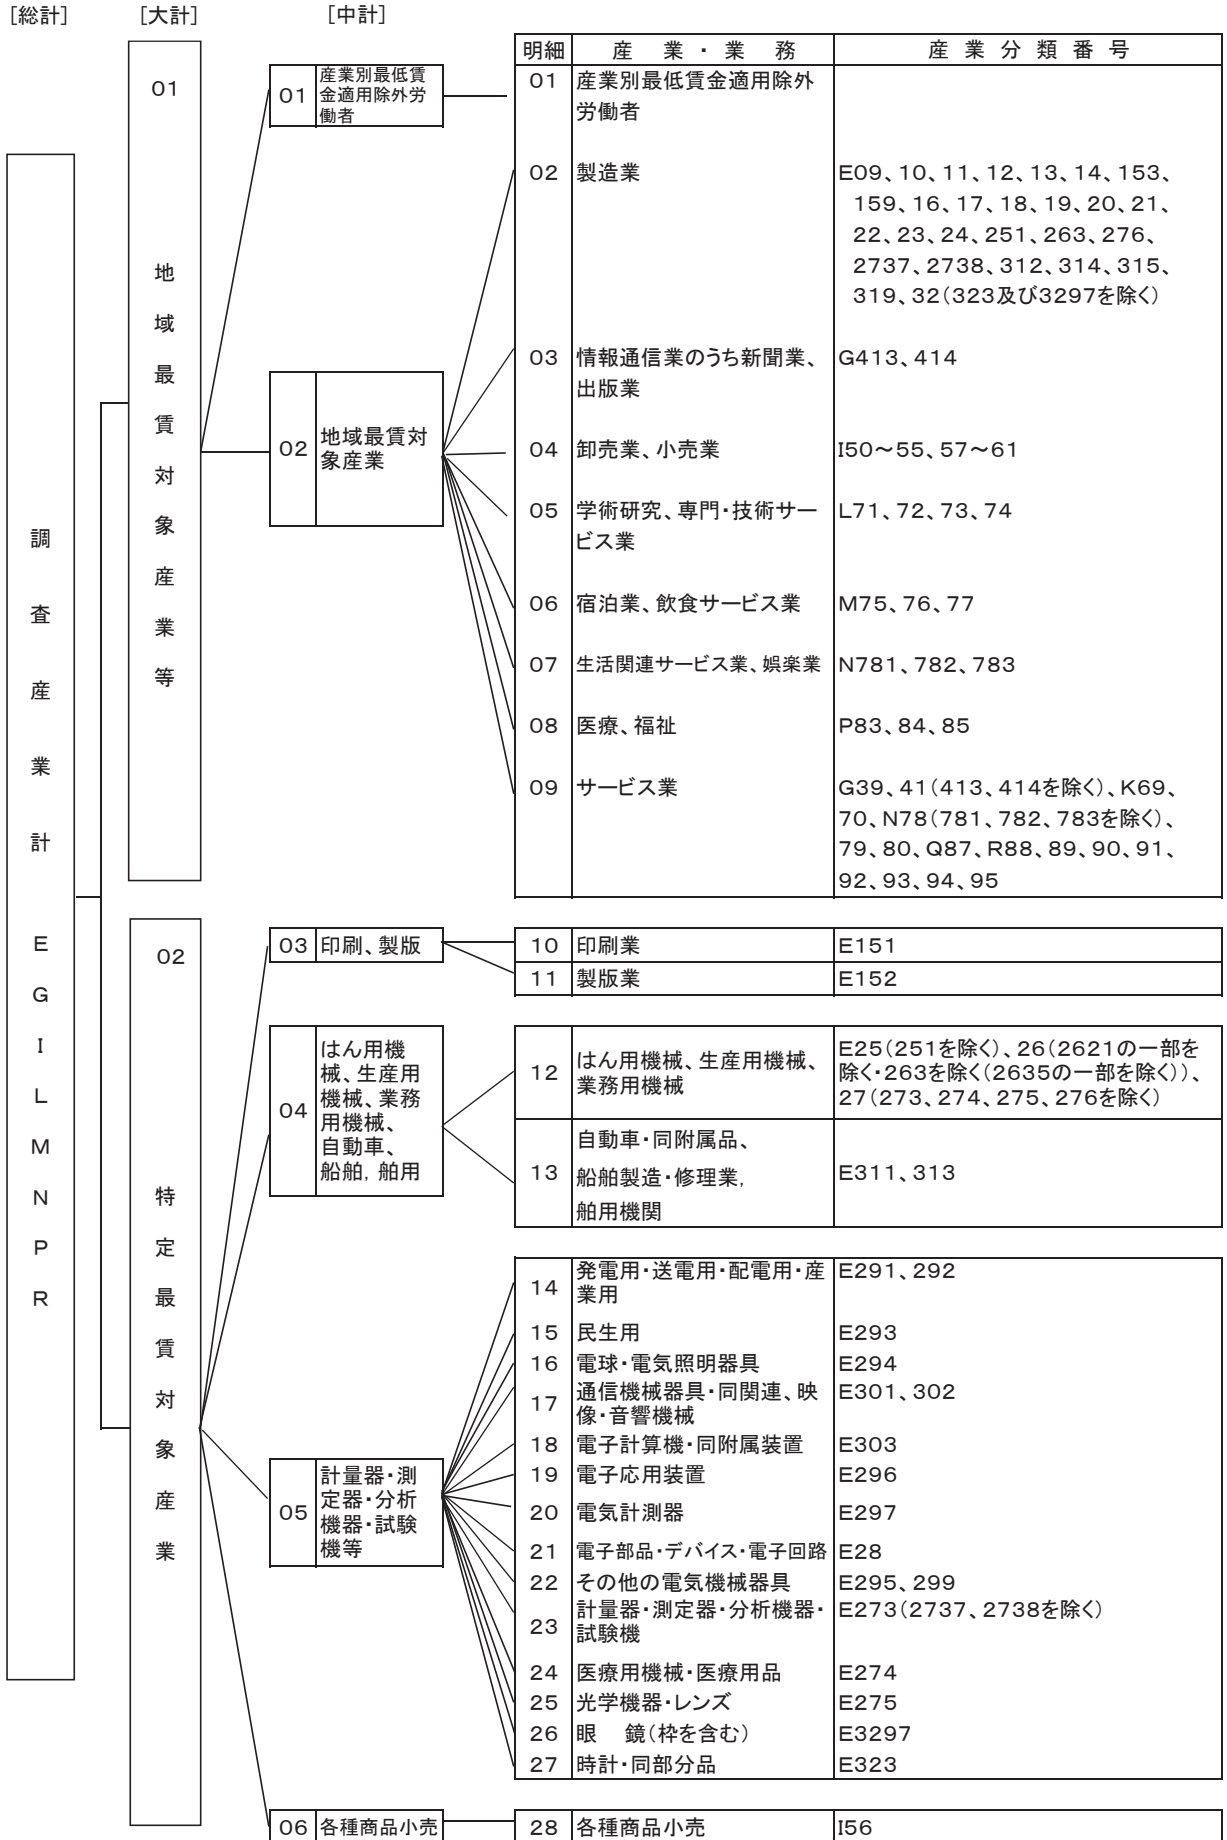 ［総計］ ［大計］ ［中計］
明細 産業・業務 産業分類番号
調査産業計 EGILMNPR
01 地域最賃対象産業等
01 産業別最低賃
金適用除外労
働者
01 産業別最低賃金適用除外
労働者
02 地域最賃対
象産業
02 製造業 E09、10、11、12、13、14、153、
159、16、17、18、19、20、21、
22、23、24、251、263、276、
2737、2738、312、314、315、
319、32（323及び3297を除く）
03 情報通信業のうち新聞業、 G413、414
出版業
04 卸売業、小売業 I50～55、57～61
05 学術研究、専門・技術サー L71、72、73、74
ビス業
06 宿泊業、飲食サービス業 M75、76、77
07 生活関連サービス業、娯楽業 N781、782、783
08 医療、福祉 P83、84、85
09 サービス業 G39、41（413、414を除く）、K69、
70、N78（781、782、783を除く）、
79、80、Q87、R88、89、90、91、
92、93、94、95
02 特定最賃対象産業
03 印刷、製版
10 印刷業 E151
11 製版業 E152
04 はん用機
械、生産用
機械、業務
用機械、
自動車、
船舶，舶用
12 はん用機械、生産用機械、
業務用機械
E25（251を除く）、26（2621の一部を
除く・263を除く（2635の一部を除く））、
27（273、274、275、276を除く）
13 自動車・同附属品、
船舶製造・修理業，
舶用機関
E311、313
05 計量器・測
定器・分析
機器・試験
機等
14 発電用・送電用・配電用・産 E291、292
業用
15 民生用 E293
16 電球・電気照明器具 E294
17 通信機械器具・同関連、映 E301、302
像・音響機械
18 電子計算機・同附属装置 E303
19 電子応用装置 E296
20 電気計測器 E297
21 電子部品・デバイス・電子回路 E28
22 その他の電気機械器具 E295、299
23 計量器・測定器・分析機器・ E273（2737、2738を除く）
試験機
24 医療用機械・医療用品 E274
25 光学機器・レンズ E275
26 眼 鏡（枠を含む） E3297
27 時計・同部分品 E323
06 各種商品小売
28 各種商品小売 I56